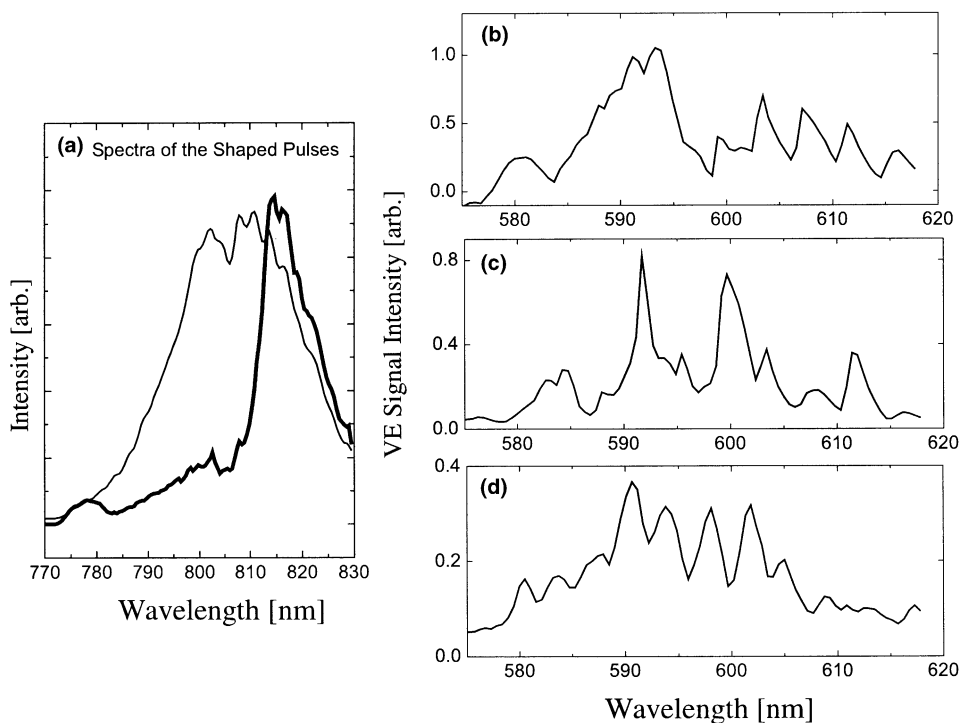 (a) Spectra of the Shaped Pulses
Intensity [arb.]
770 780 790 800 810 820 830
Wavelength [nm]
VE Signal Intensity [arb.]
(b)
1.0
0.5
0.0
580 590 600 610 620
(c)
0.8
0.4
0.0
580 590 600 610 620
(d)
0.4
0.2
0.0
580 590 600 610 620
Wavelength [nm]